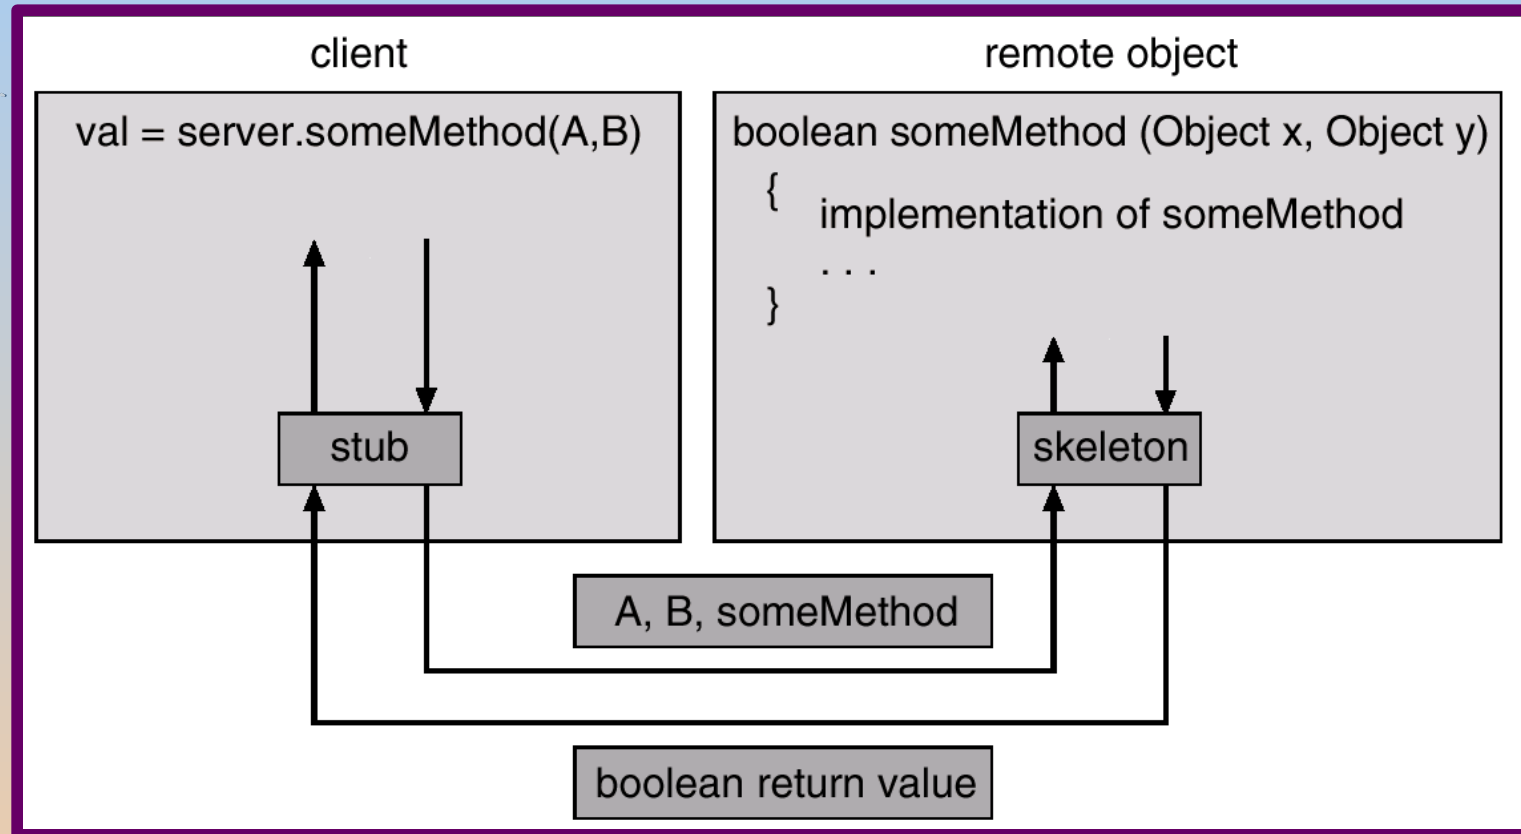 client
val = server.someMethod(A,B)
stub
remote object
boolean someMethod (Object x, Object y)
{
implementation of someMethod
. . .
}
skeleton
A, B, someMethod
boolean return value